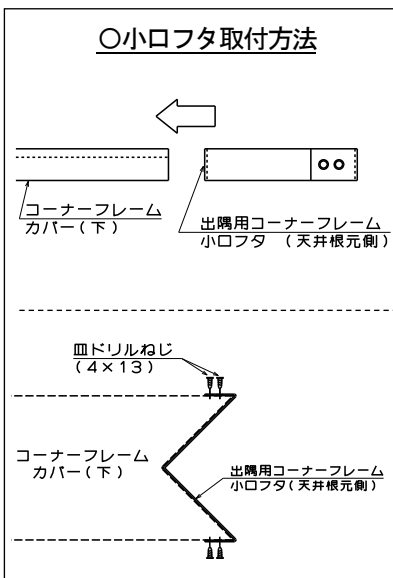 ○小口フタ取付方法
コーナーフレーム
カバー(下)
出隅用コーナーフレーム
小口フタ (天井根元側)
皿ドリルねじ
(4×13)
コーナーフレーム
カバー(下)
出隅用コーナーフレーム
小口フタ(天井根元側)